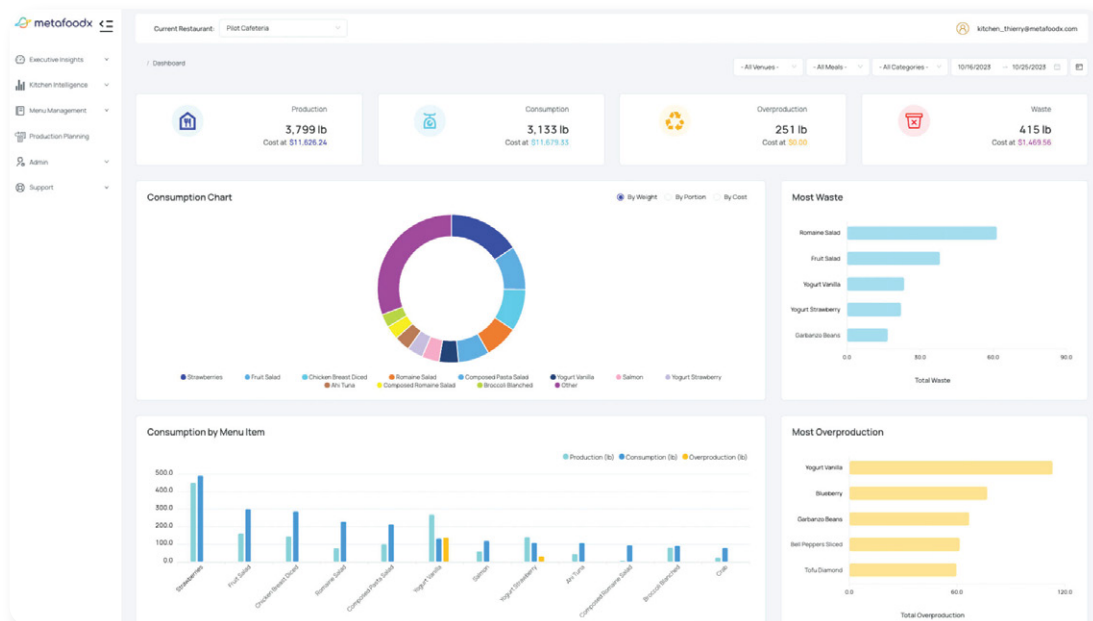 metafoodx
Current Restaurant: Pilot Cafeteria
kitchen_thierry@metafoodx.com
Executive Insights
Kitchen Intelligence
Menu Management
Production Planning
Admin
Support
/ Dashboard
- All Venues -
- All Meals -
- All Categories -
10/16/2023 → 10/25/2023
Production
3,799 lb
Cost at $11,626.24
Consumption
3,133 lb
Cost at $11,679.33
Overproduction
251 lb
Cost at $0.00
Waste
415 lb
Cost at $1,469.56
Consumption Chart
By Weight By Portion By Cost
Strawberries Fruit Salad Chicken Breast Diced Romaine Salad Composed Pasta Salad Yogurt Vanilla Salmon Yogurt Strawberry
Ahi Tuna Composed Romaine Salad Broccoli Blanched Other
Most Waste
Romaine Salad
Fruit Salad
Yogurt Vanilla
Yogurt Strawberry
Garbanzo Beans
0.0 30.0 60.0 90.0
Total Waste
Consumption by Menu Item
Production (lb) Consumption (lb) Overproduction (lb)
500.0
400.0
300.0
200.0
100.0
0.0
Strawberries
Fruit Salad
Chicken Breast Diced
Romaine Salad
Composed Pasta Salad
Yogurt Vanilla
Salmon
Yogurt Strawberry
Ahi Tuna
Composed Romaine Salad
Broccoli Blanched
Crab
Most Overproduction
Yogurt Vanilla
Blueberry
Garbanzo Beans
Bell Peppers Sliced
Tofu Diamond
0.0 60.0 120.0
Total Overproduction